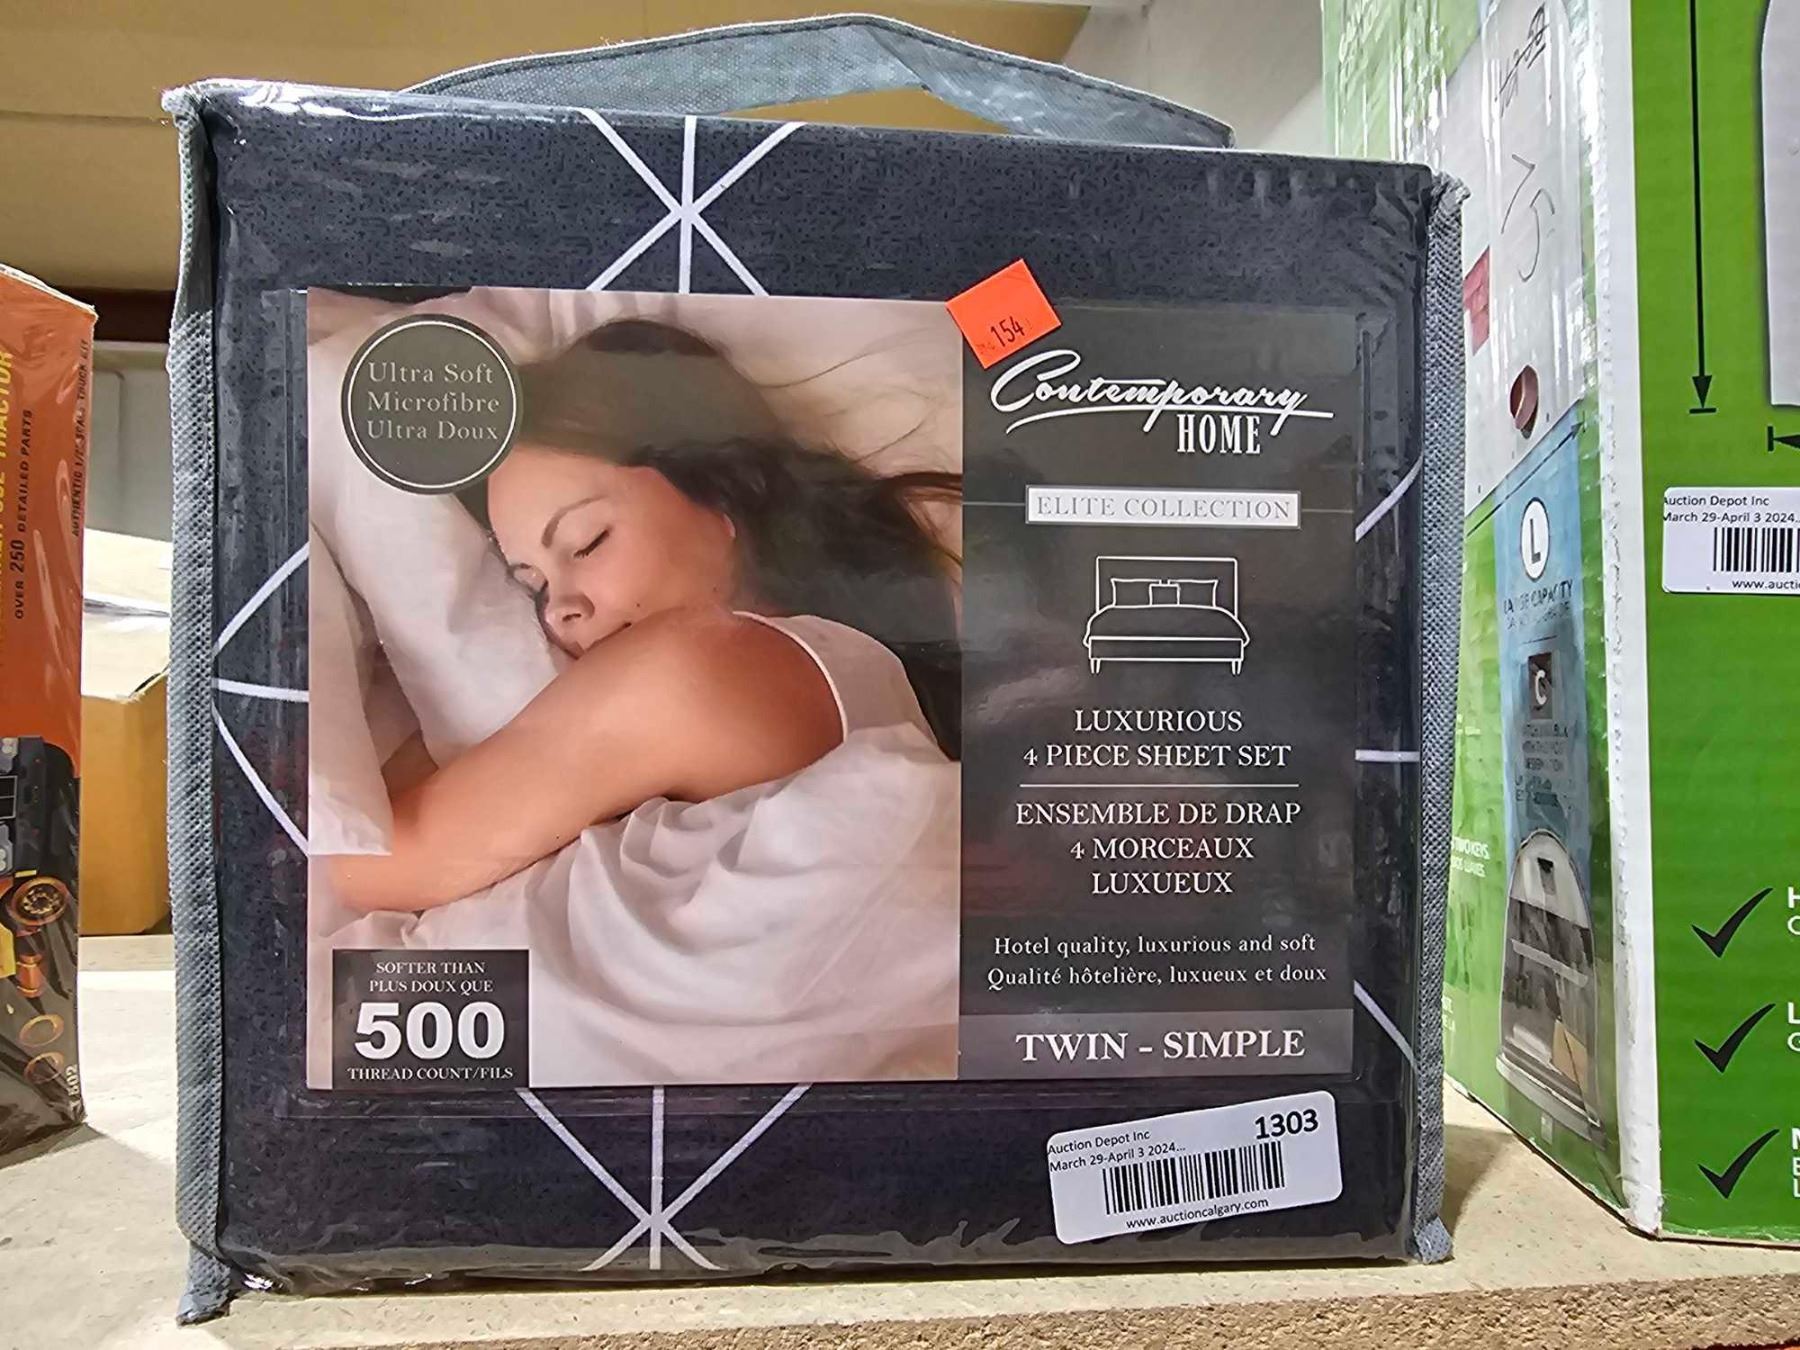 Ultra Soft
Microfibre
Ultra Doux
154
Contemporary
HOME
ELITE COLLECTION
LUXURIOUS
4 PIECE SHEET SET
ENSEMBLE DE DRAP
4 MORCEAUX
LUXUEUX
Hotel quality, luxurious and soft
Qualité hôtelière, luxueux et doux
TWIN - SIMPLE
SOFTER THAN
PLUS DOUX QUE
500
THREAD COUNT/FILS
Auction Depot Inc
1303
March 29-April 3 2024...
www.auctioncalgary.com
OVER 250 DETAILED PARTS
Auction Depot Inc
March 29-April 3 2024...
www.aucti
L
C